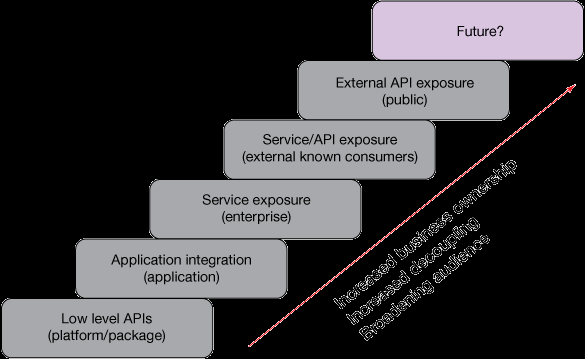 Future?
External API exposure
(public)
Service/API exposure
(external known consumers)
Service exposure
(enterprise)
Application integration
(application)
Low level APIs
(platform/package)
Increased business ownership
Increased decoupling
Broadening audience